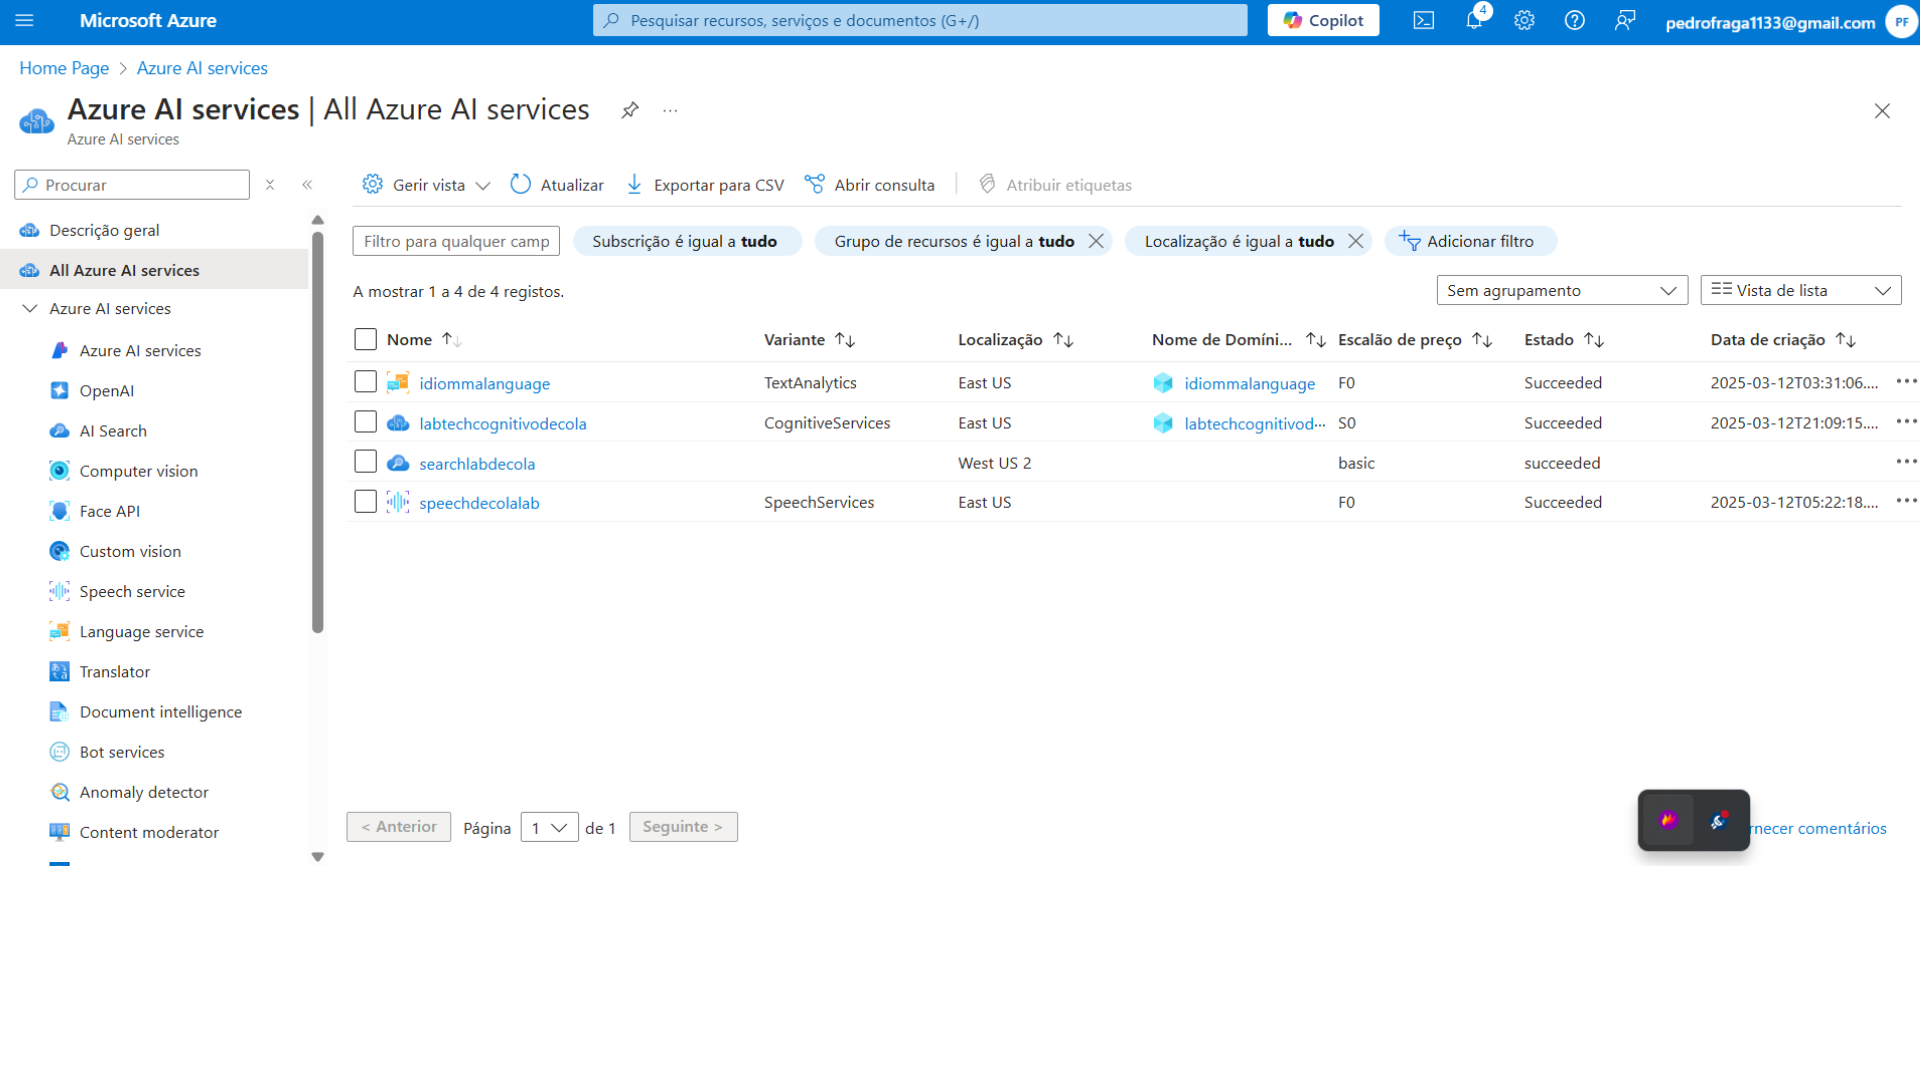 Microsoft Azure
Pesquisar recursos, serviços e documentos (G+/)
Copilot
4
pedrofraga1133@gmail.com
PF
Home Page > Azure AI services
Azure AI services | All Azure AI services
Azure AI services
Procurar
Gerir vista
Atualizar
Exportar para CSV
Abrir consulta
Atribuir etiquetas
Descrição geral
All Azure AI services
Azure AI services
Azure AI services
OpenAI
AI Search
Computer vision
Face API
Custom vision
Speech service
Language service
Translator
Document intelligence
Bot services
Anomaly detector
Content moderator
Filtro para qualquer camp
Subscrição é igual a tudo
Grupo de recursos é igual a tudo
Localização é igual a tudo
Adicionar filtro
A mostrar 1 a 4 de 4 registos.
Sem agrupamento
Vista de lista
Nome Variante Localização Nome de Domíni... Escalão de preço Estado Data de criação
idiommalanguage TextAnalytics East US idiommalanguage F0 Succeeded 2025-03-12T03:31:06.... ...
labtechcognitivodecola CognitiveServices East US labtechcognitivod... S0 Succeeded 2025-03-12T21:09:15.... ...
searchlabdecola West US 2 basic succeeded ...
speechdecolalab SpeechServices East US F0 Succeeded 2025-03-12T05:22:18.... ...
< Anterior Página 1 de 1 Seguinte >
rnecer comentários